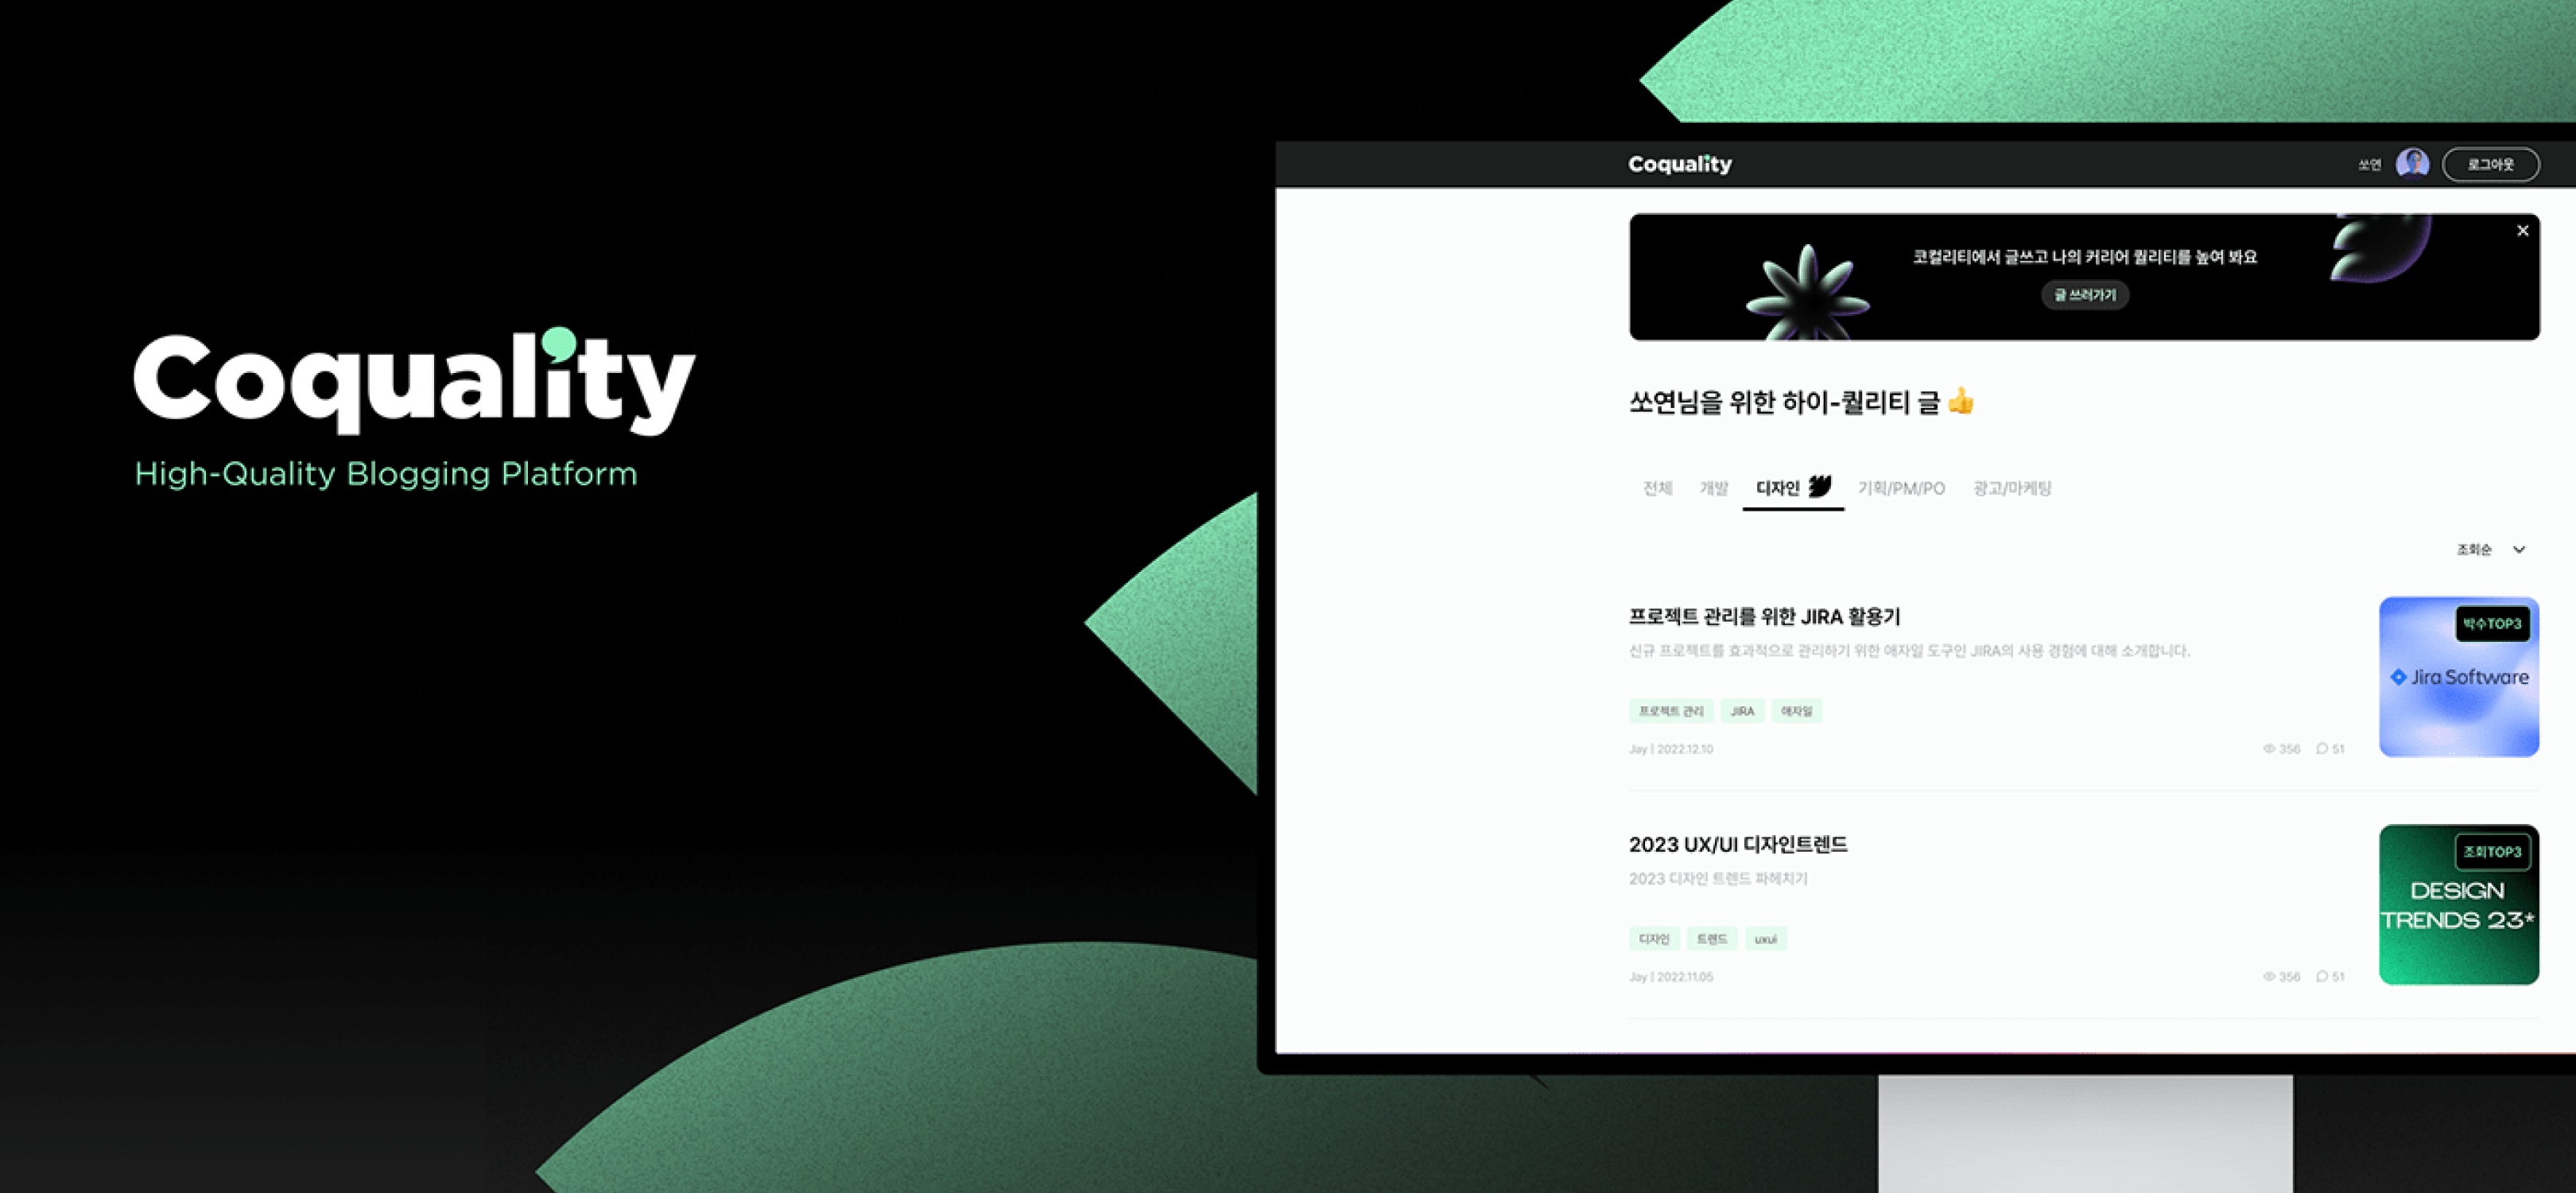 Coquality
High-Quality Blogging Platform
Coquality
쏘연
로그아웃
코퀄리티에서 글쓰고 나의 커리어 퀄리티를 높여 봐요
글 쓰러가기
쏘연님을 위한 하이-퀄리티 글
전체 개발 디자인 기획/PM/PO 광고/마케팅
조회순
프로젝트 관리를 위한 JIRA 활용기
신규 프로젝트를 효과적으로 관리하기 위한 애자일 도구인 JIRA의 사용 경험에 대해 소개합니다.
프로젝트 관리 JIRA 애자일
Jay | 2022.12.10
356 51
박수TOP3
Jira Software
2023 UX/UI 디자인트렌드
2023 디자인 트렌드 파헤치기
디자인 트렌드 uxui
Jay | 2022.11.05
356 51
조회TOP3
DESIGN
TRENDS 23*